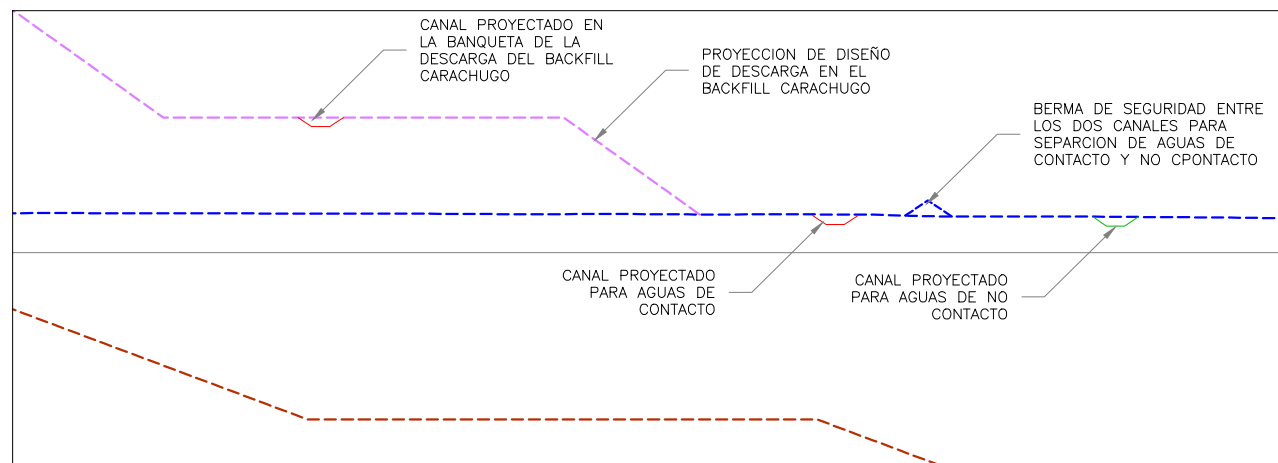 CANAL PROYECTADO EN
LA BANQUETA DE LA
DESCARGA DEL BACKFILL
CARACHUGO
PROYECCION DE DISEÑO
DE DESCARGA EN EL
BACKFILL CARACHUGO
BERMA DE SEGURIDAD ENTRE
LOS DOS CANALES PARA
SEPARCION DE AGUAS DE
CONTACTO Y NO CPONTACTO
CANAL PROYECTADO
PARA AGUAS DE
CONTACTO
CANAL PROYECTADO
PARA AGUAS DE NO
CONTACTO